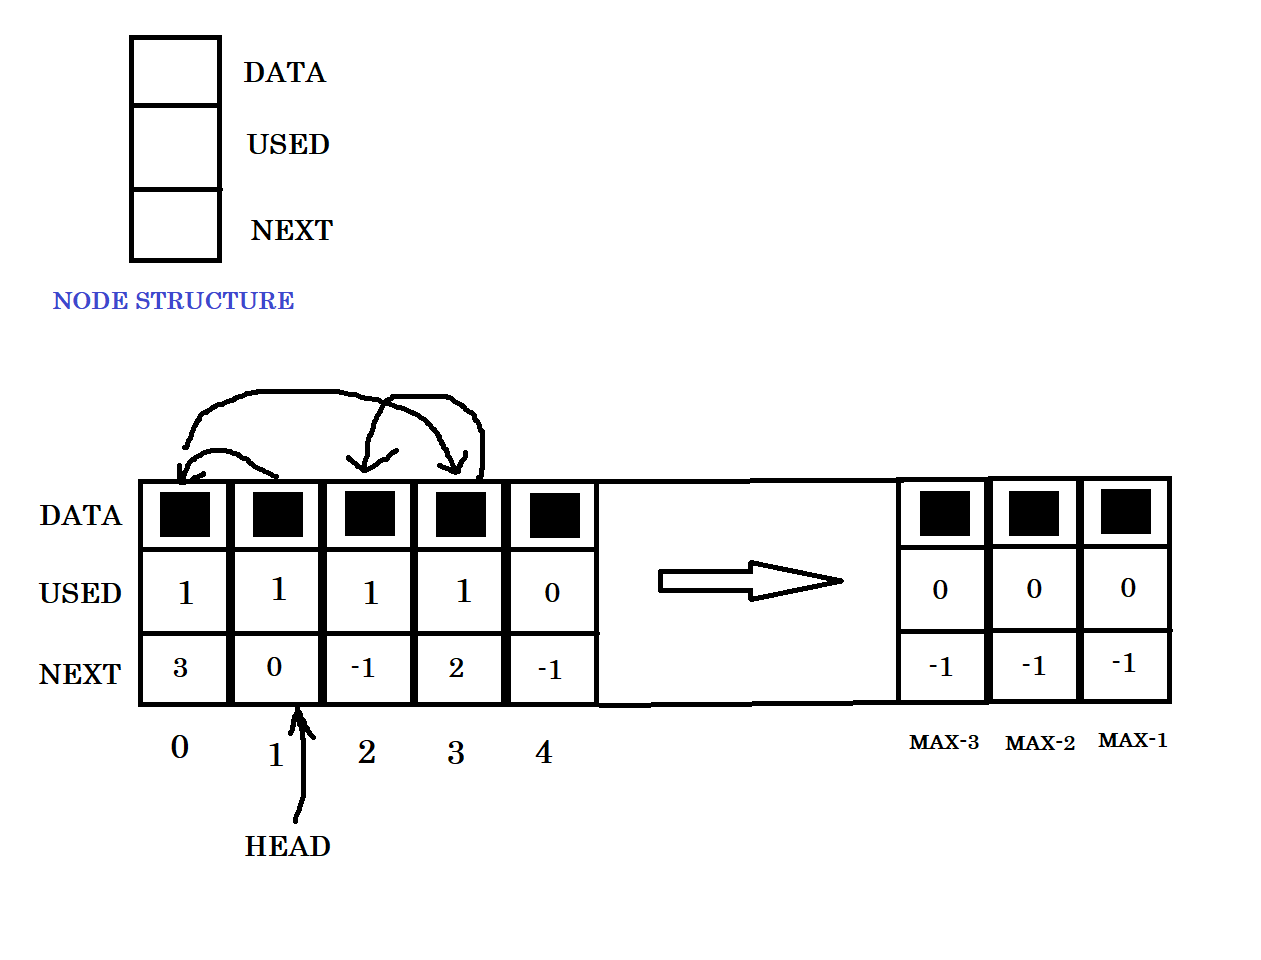 DATA
USED
NEXT
NODE STRUCTURE
DATA
USED 1 1 1 1 0 0 0 0
NEXT 3 0 -1 2 -1 -1 -1 -1
0 1 2 3 4 MAX-3 MAX-2 MAX-1
HEAD